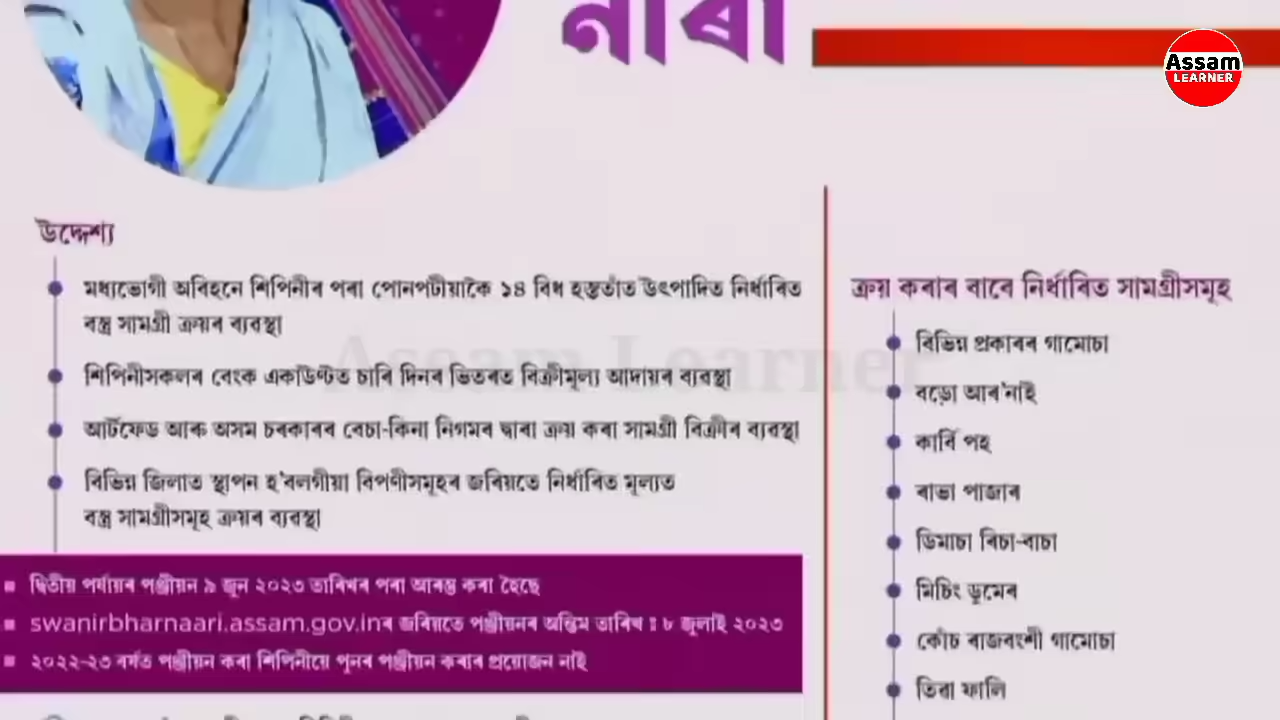 নাৰী
Assam
LEARNER
উদ্দেশ্য
মধ্যভোগী অবিহনে শিপিনীৰ পৰা পোনপটীয়াকৈ ১৪ বিধ হস্ততাঁত উৎপাদিত নিৰ্ধাৰিত
বস্ত্ৰ সামগ্ৰী ক্ৰয়ৰ ব্যৱস্থা
শিপিনীসকলৰ বেংক একাউণ্টত চাৰি দিনৰ ভিতৰত বিক্ৰীমূল্য আদায়ৰ ব্যৱস্থা
আৰ্টফেড আৰু অসম চৰকাৰৰ বেচা-কিনা নিগমৰ দ্বাৰা ক্ৰয় কৰা সামগ্ৰী বিক্ৰীৰ ব্যৱস্থা
বিভিন্ন জিলাত স্থাপন হ'বলগীয়া বিপণীসমূহৰ জৰিয়তে নিৰ্ধাৰিত মূল্যত
বস্ত্ৰ সামগ্ৰীসমূহ ক্ৰয়ৰ ব্যৱস্থা
দ্বিতীয় পৰ্যায়ৰ পঞ্জীয়ন ৯ জুন ২০২৩ তাৰিখৰ পৰা আৰম্ভ কৰা হৈছে
swanirbharnaari.assam.gov.inৰ জৰিয়তে পঞ্জীয়নৰ অন্তিম তাৰিখ : ৮ জুলাই ২০২৩
২০২২-২৩ বৰ্ষত পঞ্জীয়ন কৰা শিপিনীয়ে পুনৰ পঞ্জীয়ন কৰাৰ প্ৰয়োজন নাই
ক্ৰয় কৰাৰ বাবে নিৰ্ধাৰিত সামগ্ৰীসমূহ
বিভিন্ন প্ৰকাৰৰ গামোচা
বড়ো আৰ'নাই
কাৰ্বি পহ
ৰাভা পাজাৰ
ডিমাচা ৰিচা-ৰাচা
মিচিং ডুমেৰ
কোঁচ ৰাজবংশী গামোচা
তিৱা ফালি
Assam Learner